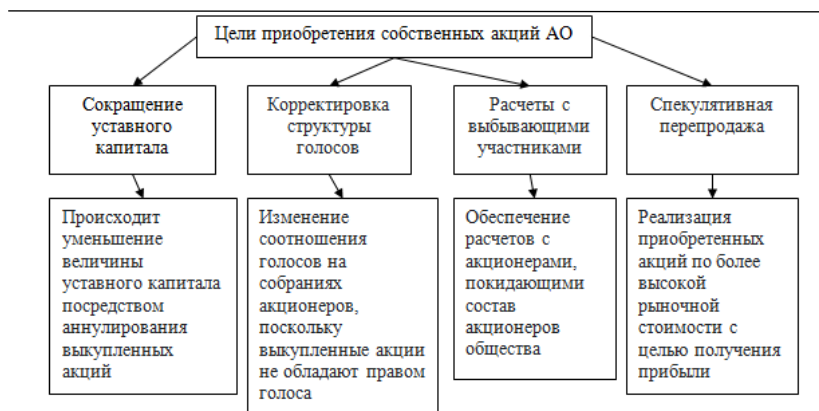 Цели приобретения собственных акций АО
Сокращение
уставного
капитала
Корректировка
структуры
голосов
Расчеты с
выбывающими
участниками
Спекулятивная
перепродажа
Происходит
уменьшение
величины
уставного капитала
посредством
аннулирования
выкупленных
акций
Изменение
соотношения
голосов на
собраниях
акционеров,
поскольку
выкупленные акции
не обладают правом
голоса
Обеспечение
расчетов с
акционерами,
покидающими
состав
акционеров
общества
Реализация
приобретенных
акций по более
высокой
рыночной
стоимости с
целью получения
прибыли